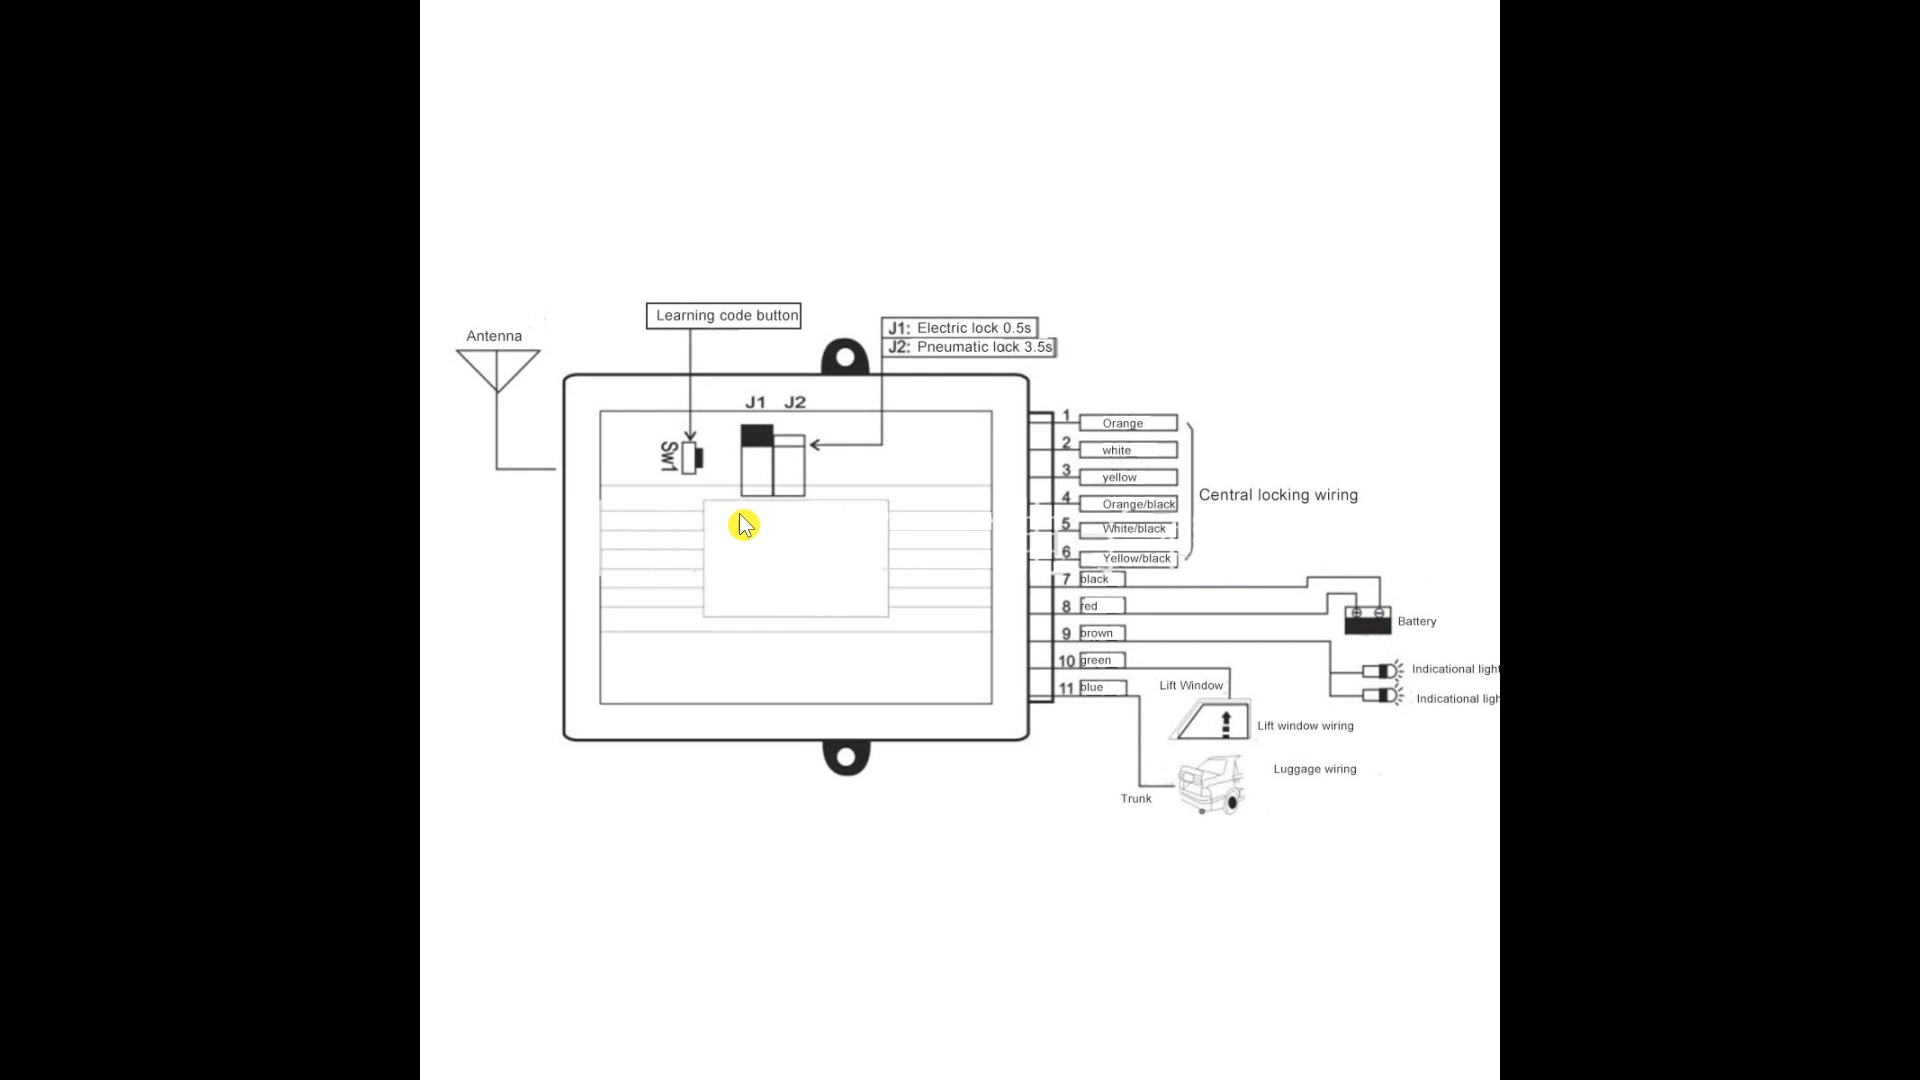 Learning code button
J1: Electric lock 0.5s
J2: Pneumatic lock 3.5s
Antenna
J1 J2
Sw1
1 Orange
2 white
3 yellow
4 Orange/black
5 White/black
6 Yellow/black
Central locking wiring
7 black
8 red
Battery
9 brown
10 green
Indicational light
11 blue
Lift Window
Indicational ligh
Lift window wiring
Luggage wiring
Trunk